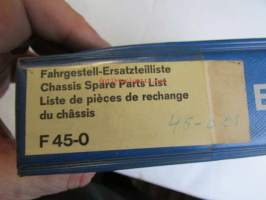 Fahrgestell-Ersatzteilliste
Chassis Spare Parts List
Liste de pièces de rechange
du châssis
F 45-0